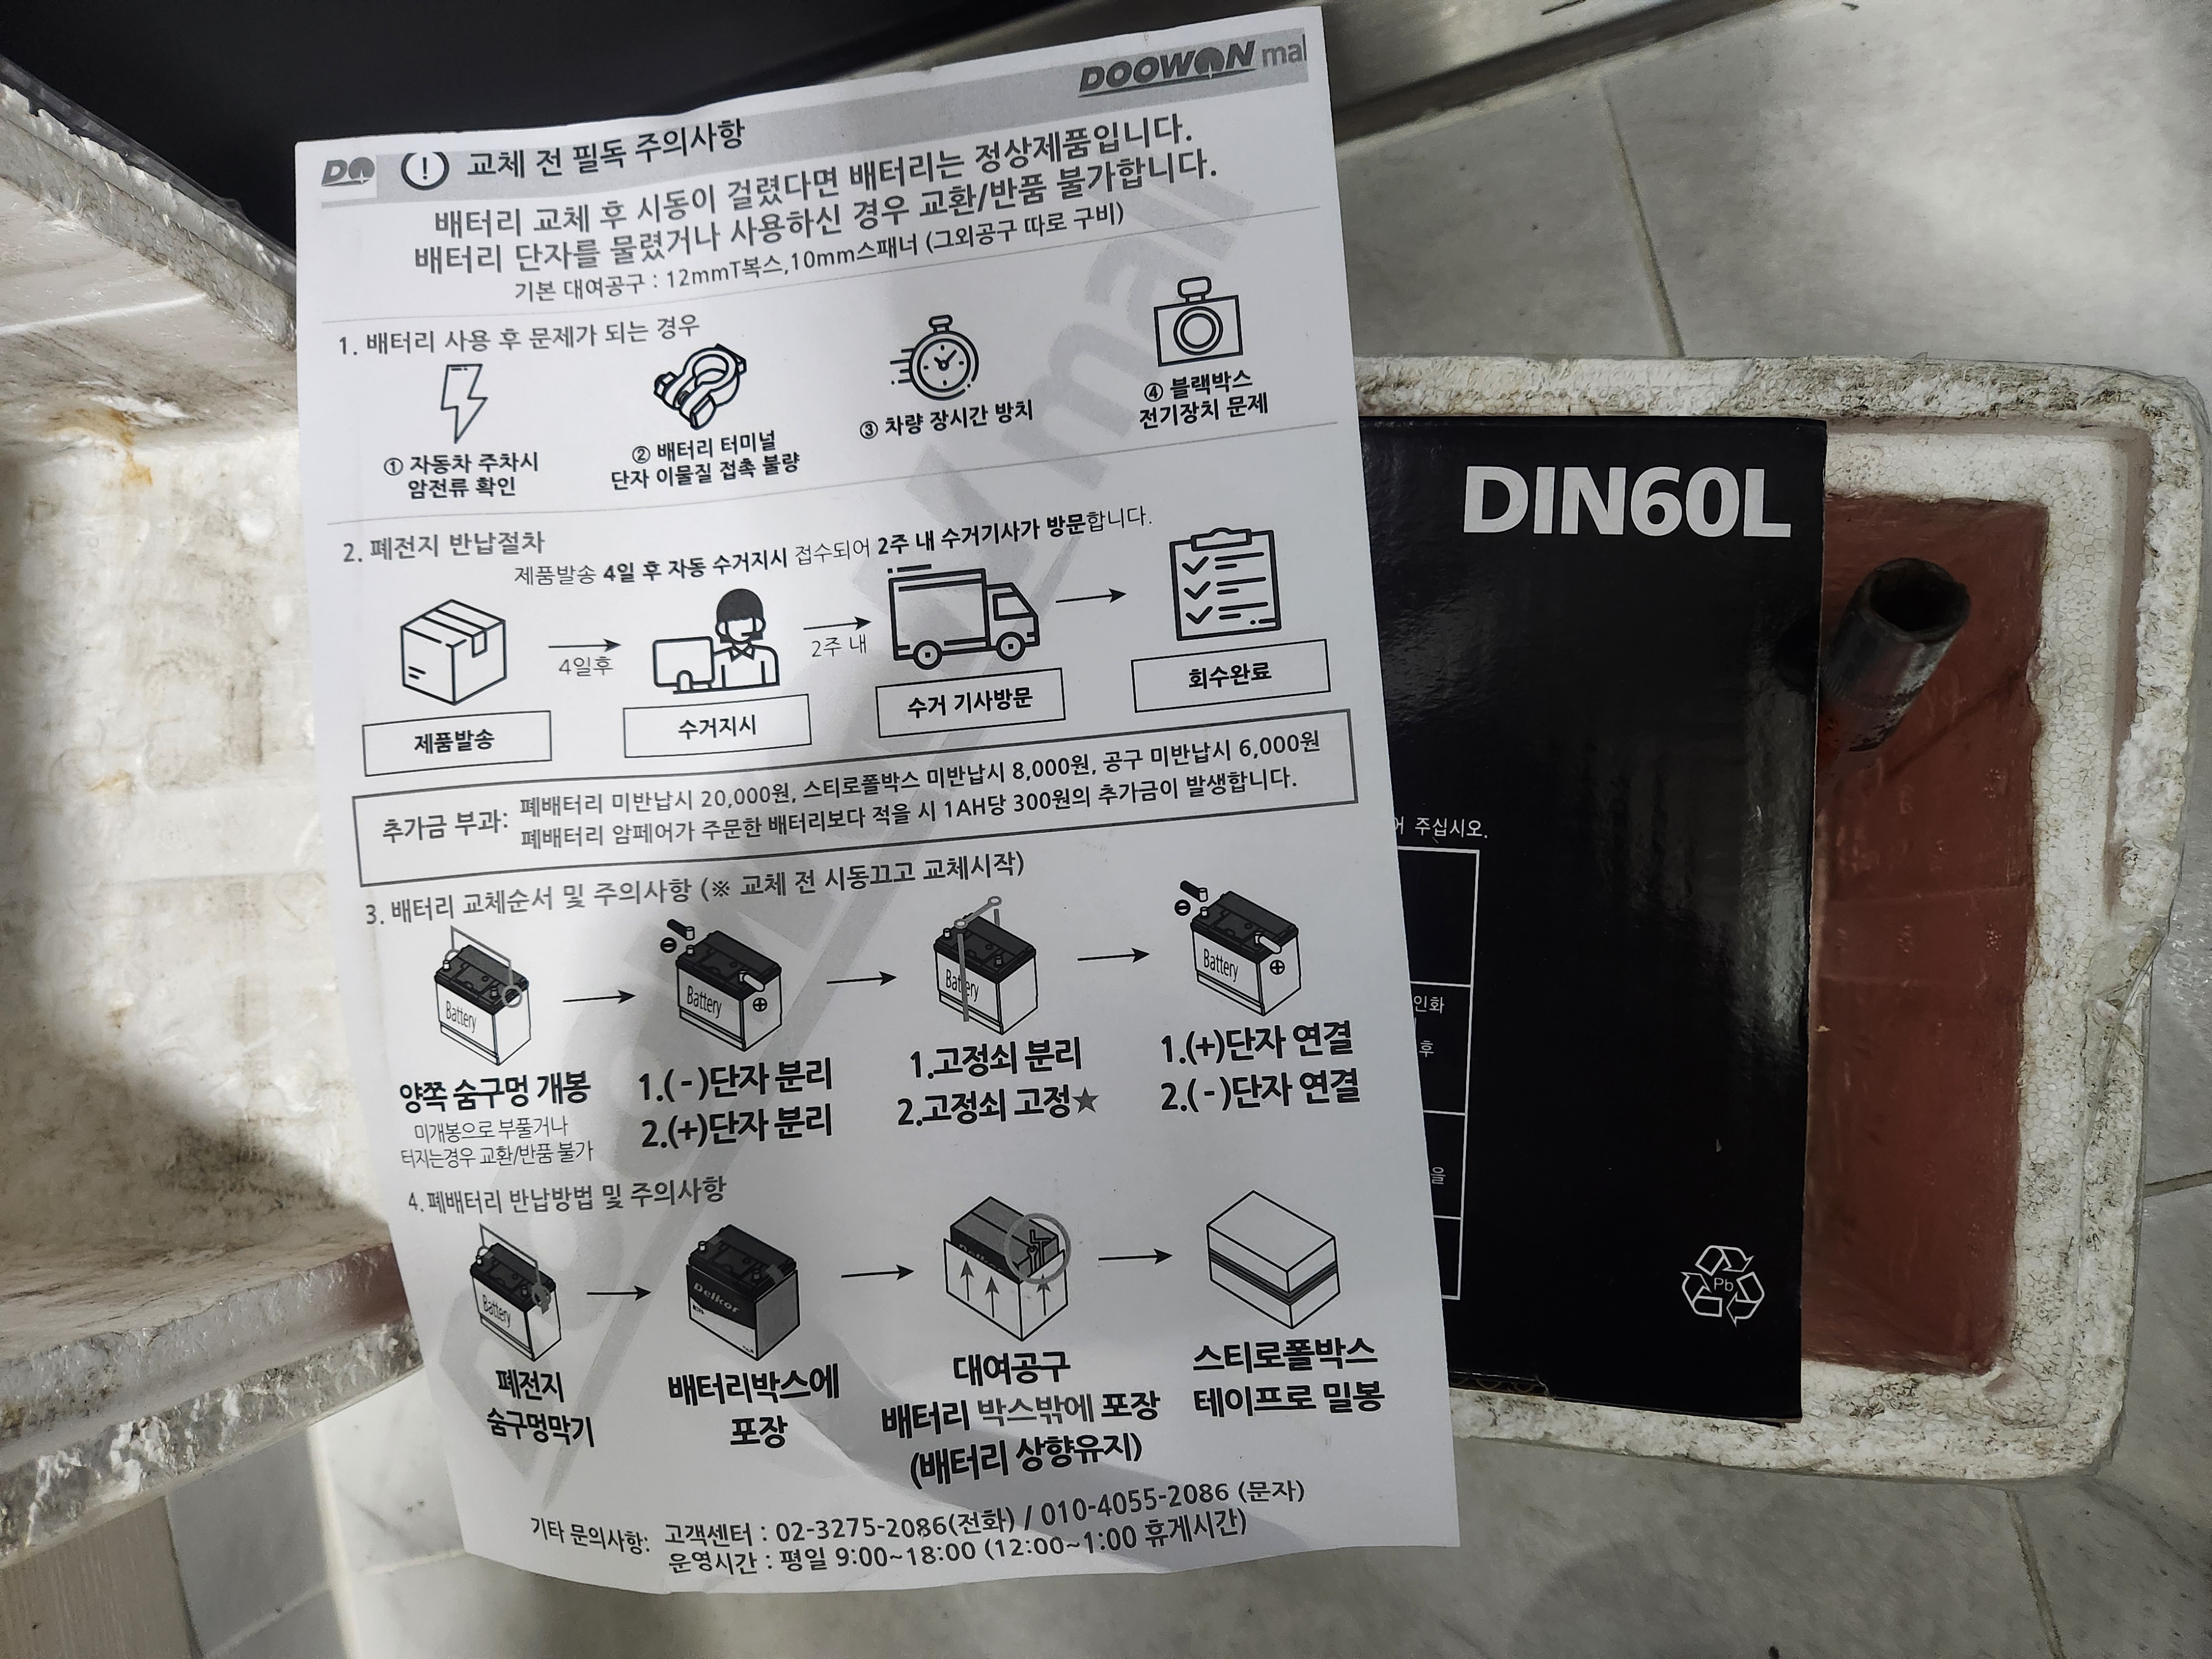 DOOWON mal
DO ! 교체 전 필독 주의사항
배터리 교체 후 시동이 걸렸다면 배터리는 정상제품입니다.
배터리 단자를 물렸거나 사용하신 경우 교환/반품 불가합니다.
기본 대여공구 : 12mmT복스,10mm스패너 (그외공구 따로 구비)
1. 배터리 사용 후 문제가 되는 경우
① 자동차 주차시
암전류 확인
② 배터리 터미널
단자 이물질 접촉 불량
③ 차량 장시간 방치
④ 블랙박스
전기장치 문제
2. 폐전지 반납절차
제품발송 4일 후 자동 수거지시 접수되어 2주 내 수거기사가 방문합니다.
4일후
2주 내
제품발송
수거지시
수거 기사방문
회수완료
추가금 부과: 폐배터리 미반납시 20,000원, 스티로폴박스 미반납시 8,000원, 공구 미반납시 6,000원
폐배터리 암페어가 주문한 배터리보다 적을 시 1AH당 300원의 추가금이 발생합니다.
3. 배터리 교체순서 및 주의사항 (※ 교체 전 시동끄고 교체시작)
Battery
Battery
Battery
Battery
양쪽 숨구멍 개봉
미개봉으로 부풀거나
터지는경우 교환/반품 불가
1.(-)단자 분리
2.(+)단자 분리
1.고정쇠 분리
2.고정쇠 고정★
1.(+)단자 연결
2.(-)단자 연결
4. 폐배터리 반납방법 및 주의사항
Battery
Delkor
폐전지
숨구멍막기
배터리박스에
포장
대여공구
배터리 박스밖에 포장
(배터리 상향유지)
스티로폴박스
테이프로 밀봉
기타 문의사항: 고객센터 : 02-3275-2086(전화) / 010-4055-2086 (문자)
운영시간 : 평일 9:00~18:00 (12:00~1:00 휴게시간)
DIN60L
주십시오.
인화
후
을
Pb